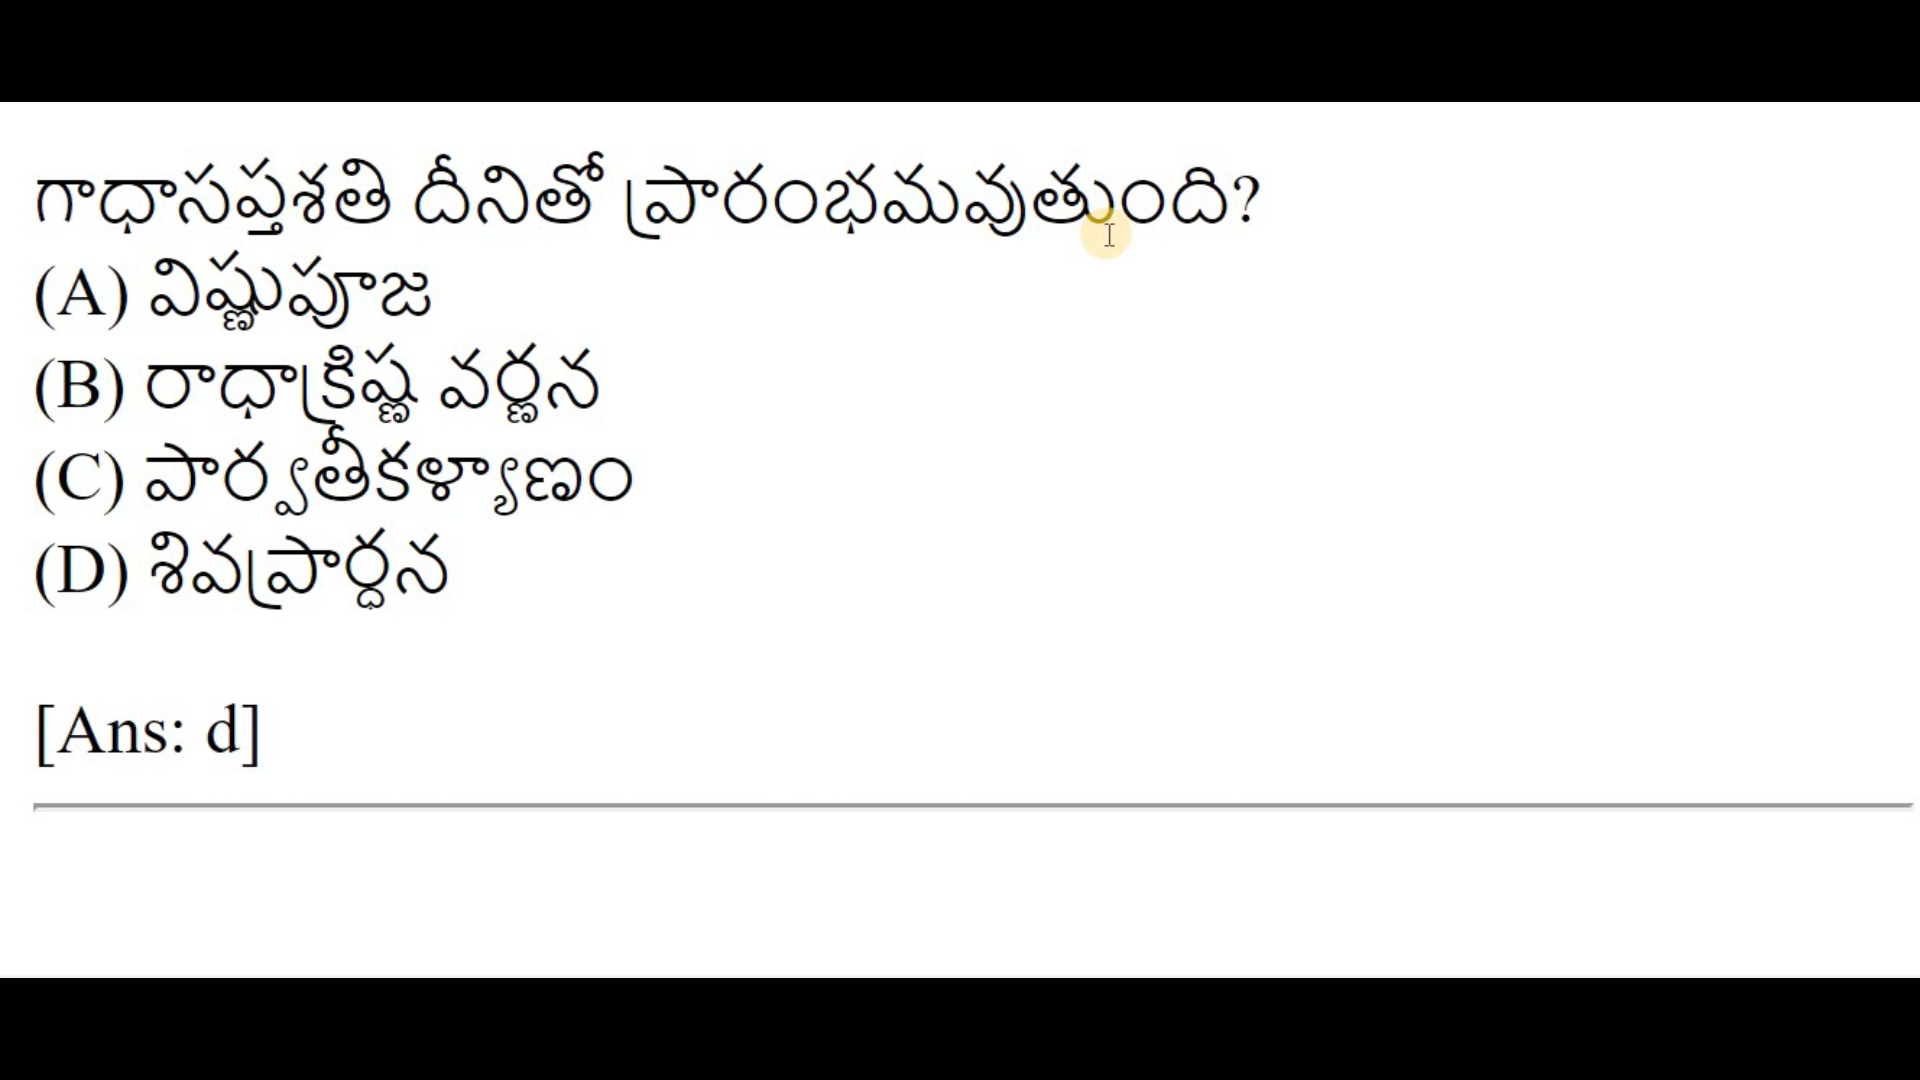 గాధాసప్తశతి దీనితో ప్రారంభమవుతుంది?
(A) విష్ణుపూజ
(B) రాధాక్రిష్ణ వర్ణన
(C) పార్వతీకళ్యాణం
(D) శివప్రార్ధన
[Ans: d]